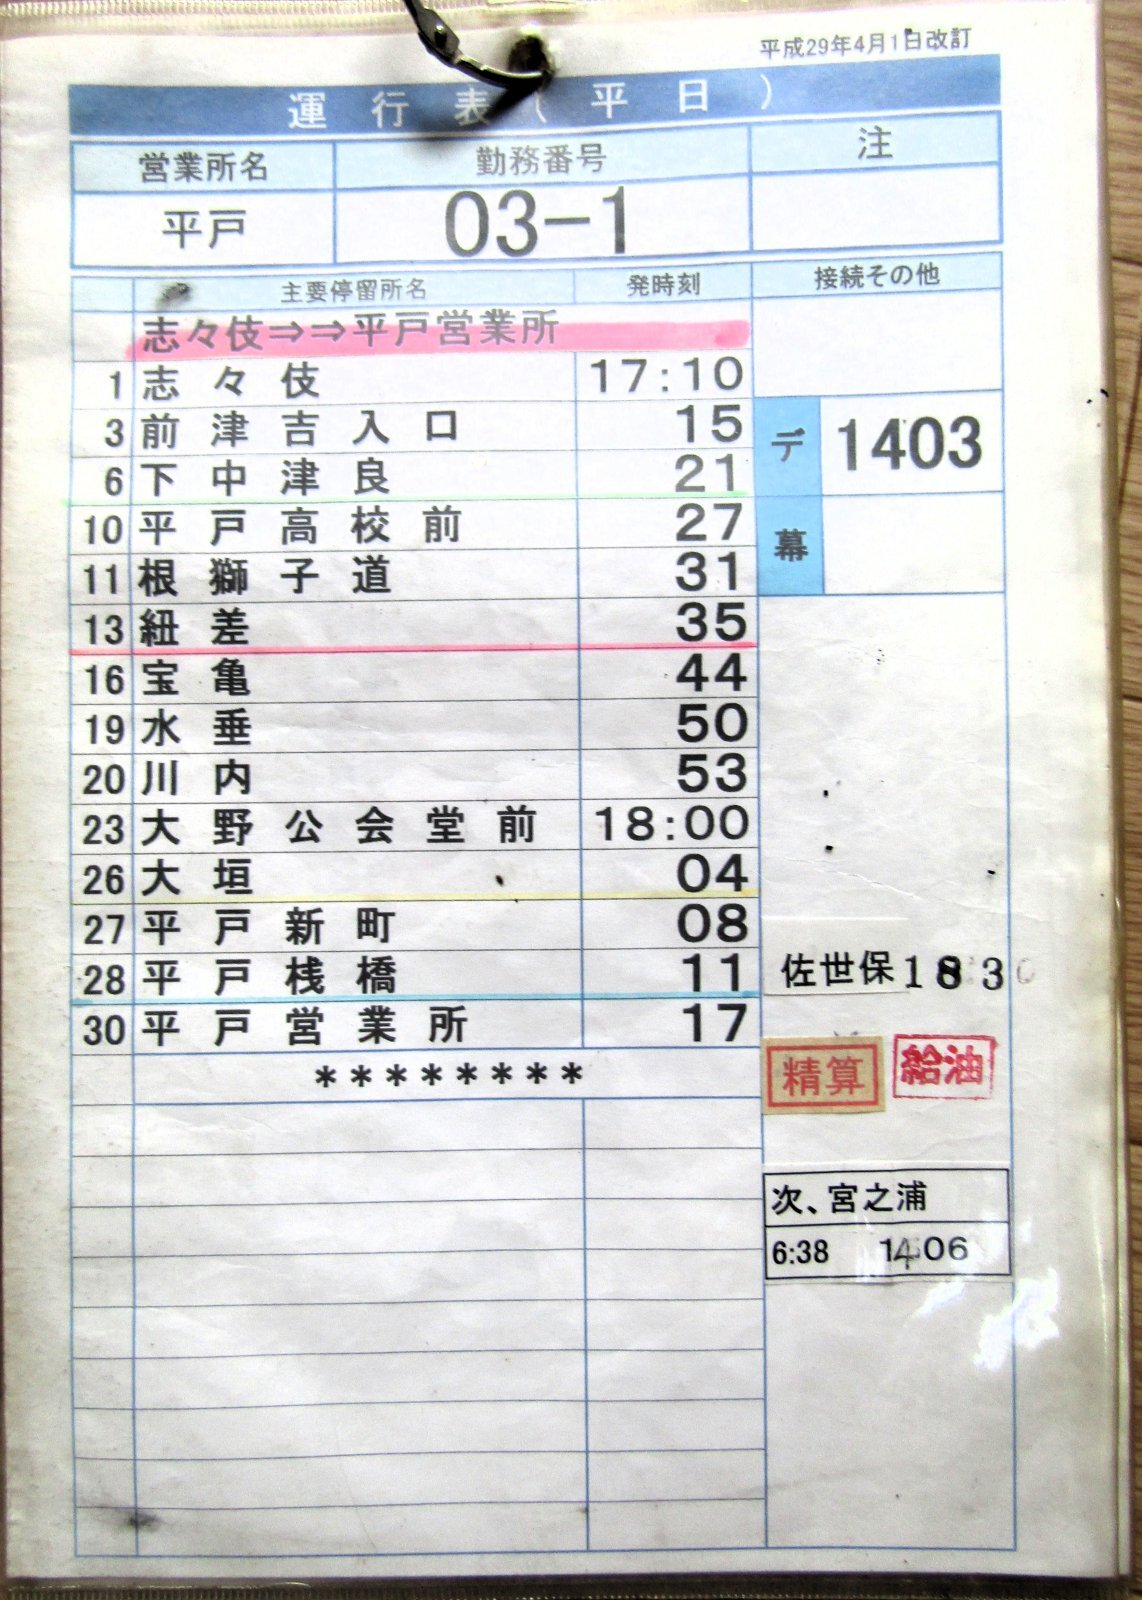 平成29年4月1日改訂
運行表(平日)
営業所名 勤務番号 注
平戸 03-1
主要停留所名 発時刻 接続その他
志々伎⇒⇒平戸営業所
1 志々伎 17:10
3 前津吉入口 15
デ 1403
6 下中津良 21
10 平戸高校前 27
幕
11 根獅子道 31
13 紐差 35
16 宝亀 44
19 水垂 50
20 川内 53
23 大野公会堂前 18:00
26 大垣 04
27 平戸新町 08
28 平戸桟橋 11
佐世保1830
30 平戸営業所 17
********
精算 給油
次、宮之浦
6:38 1406